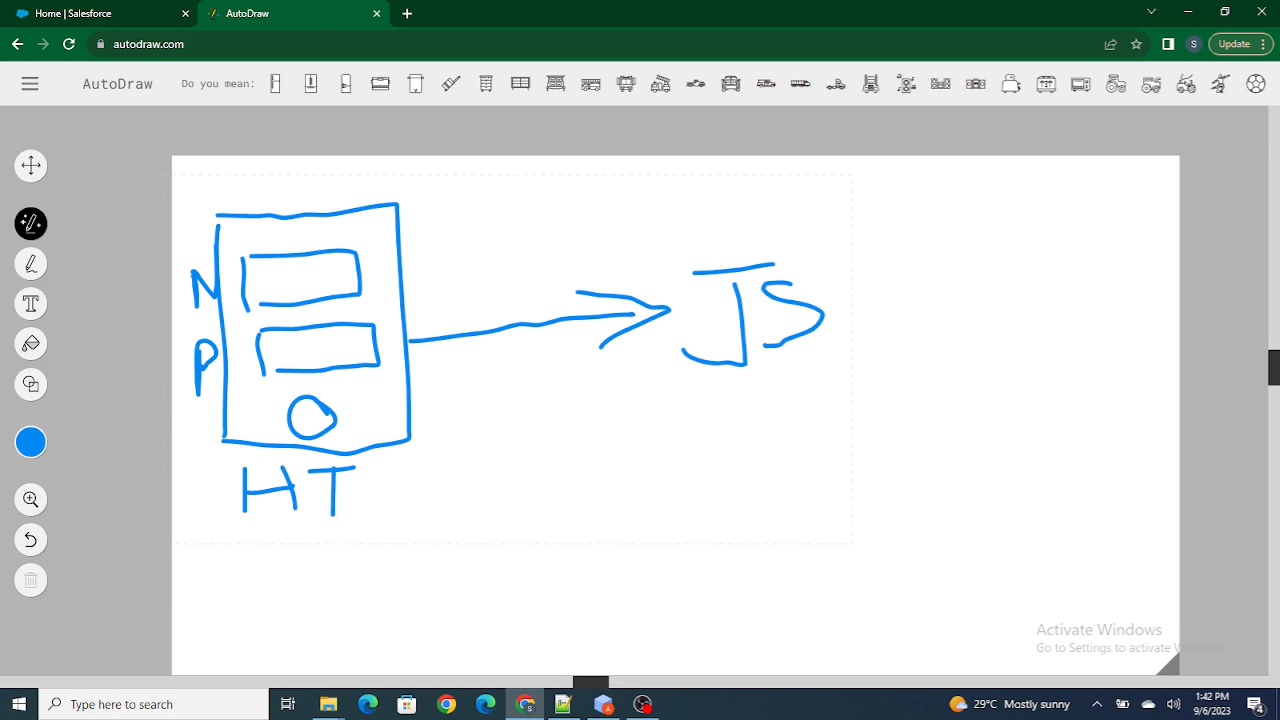 Home | Salesforce
AutoDraw
autodraw.com
S
Update
AutoDraw
Do you mean:
N
P
JS
HT
T
Activate Windows
Go to Settings to activate Windows.
Type here to search
29°C Mostly sunny
1:42 PM
9/6/2023
4